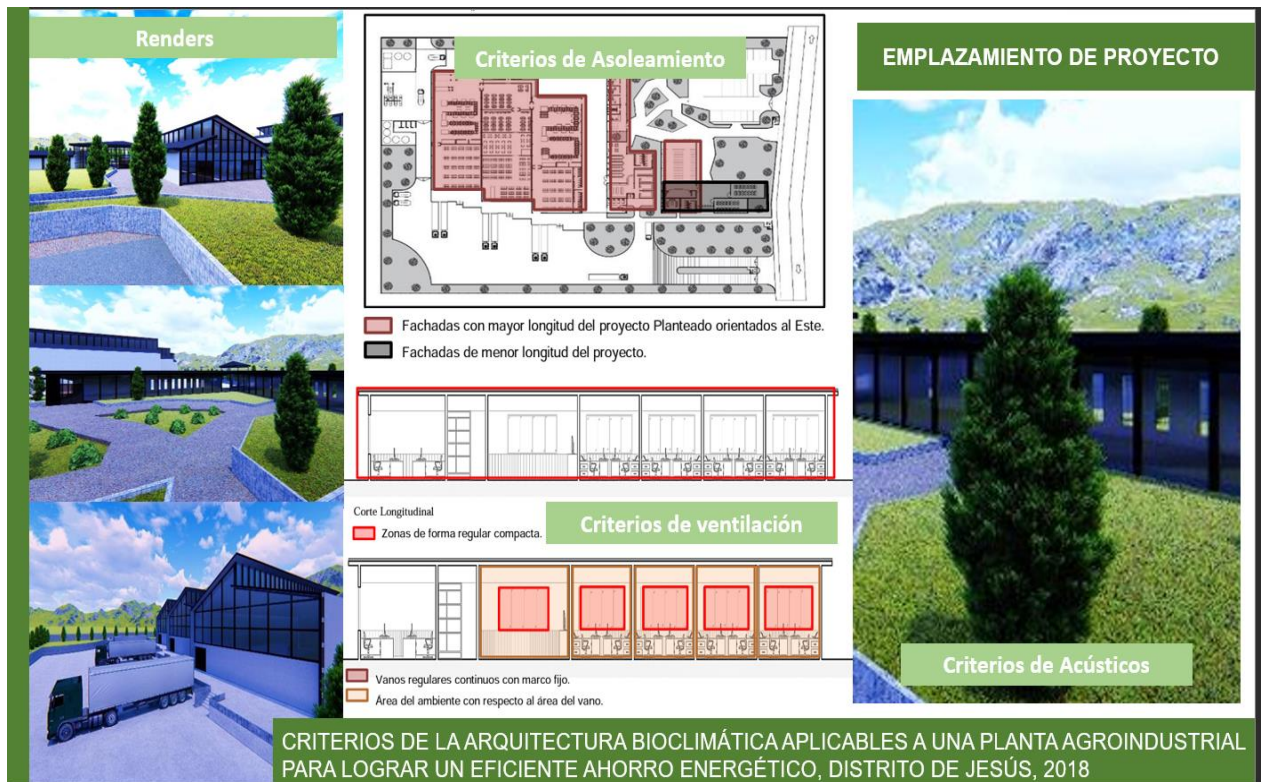 Renders
Criterios de Asoleamiento
EMPLAZAMIENTO DE PROYECTO
Fachadas con mayor longitud del proyecto Planteado orientados al Este.
Fachadas de menor longitud del proyecto.
Corte Longitudinal
Zonas de forma regular compacta.
Criterios de ventilación
Vanos regulares continuos con marco fijo.
Área del ambiente con respecto al área del vano.
Criterios de Acústicos
CRITERIOS DE LA ARQUITECTURA BIOCLIMÁTICA APLICABLES A UNA PLANTA AGROINDUSTRIAL
PARA LOGRAR UN EFICIENTE AHORRO ENERGÉTICO, DISTRITO DE JESÚS, 2018